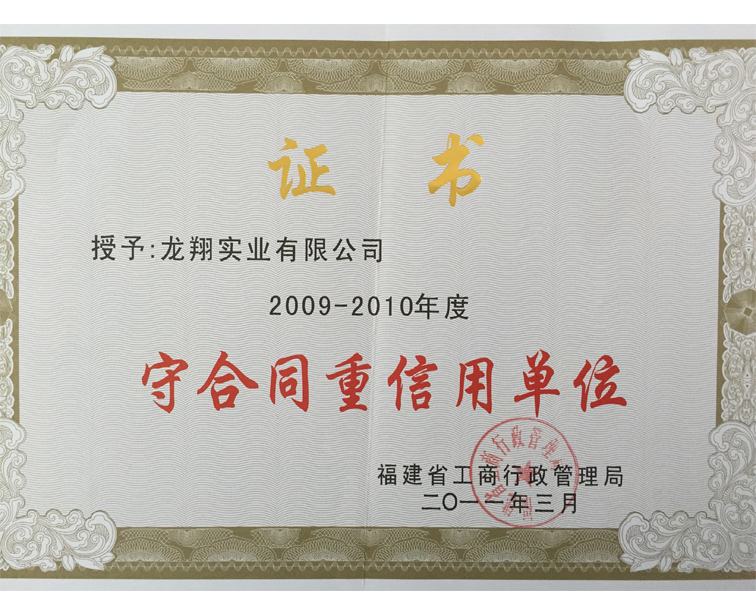 证 书
授予:龙翔实业有限公司
2009-2010年度
守合同重信用单位
福建省工商行政管理局
二〇一一年三月